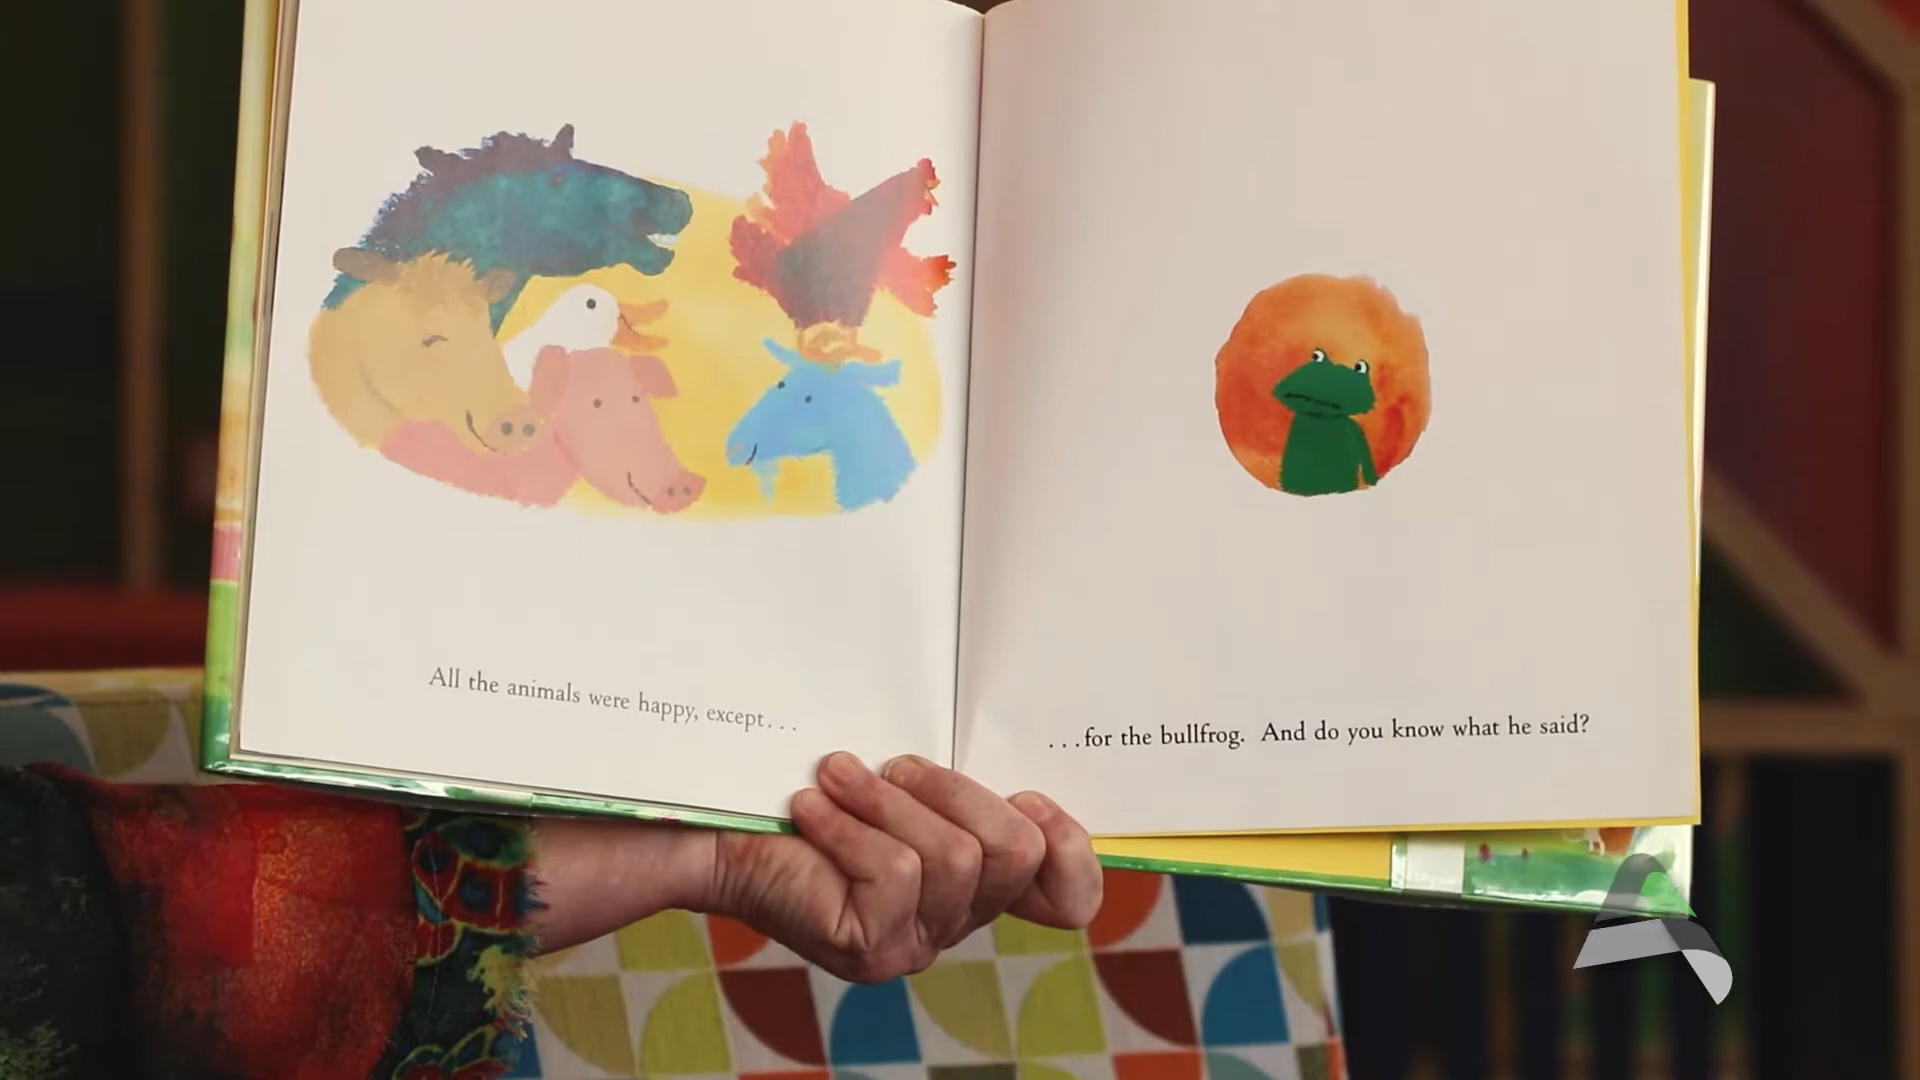 All the animals were happy, except...
...for the bullfrog. And do you know what he said?